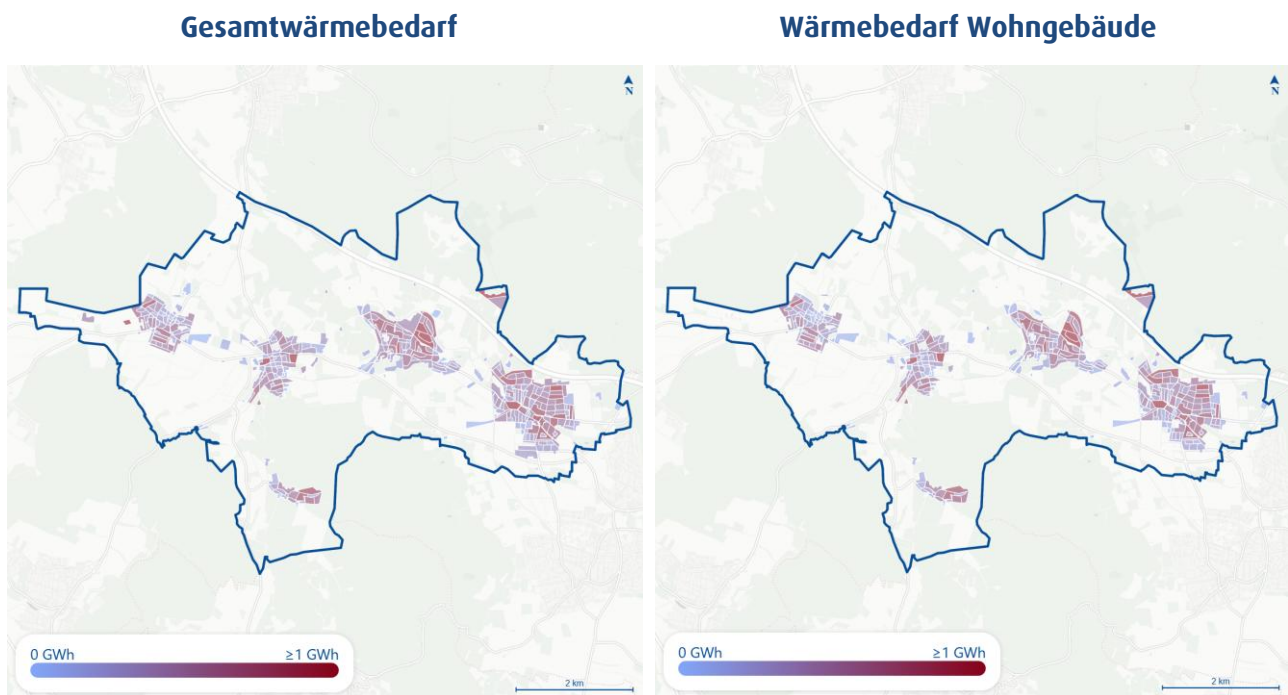 Gesamtwärmebedarf
Wärmebedarf Wohngebäude
N
N
0 GWh ≥1 GWh
2 km
0 GWh ≥1 GWh
2 km